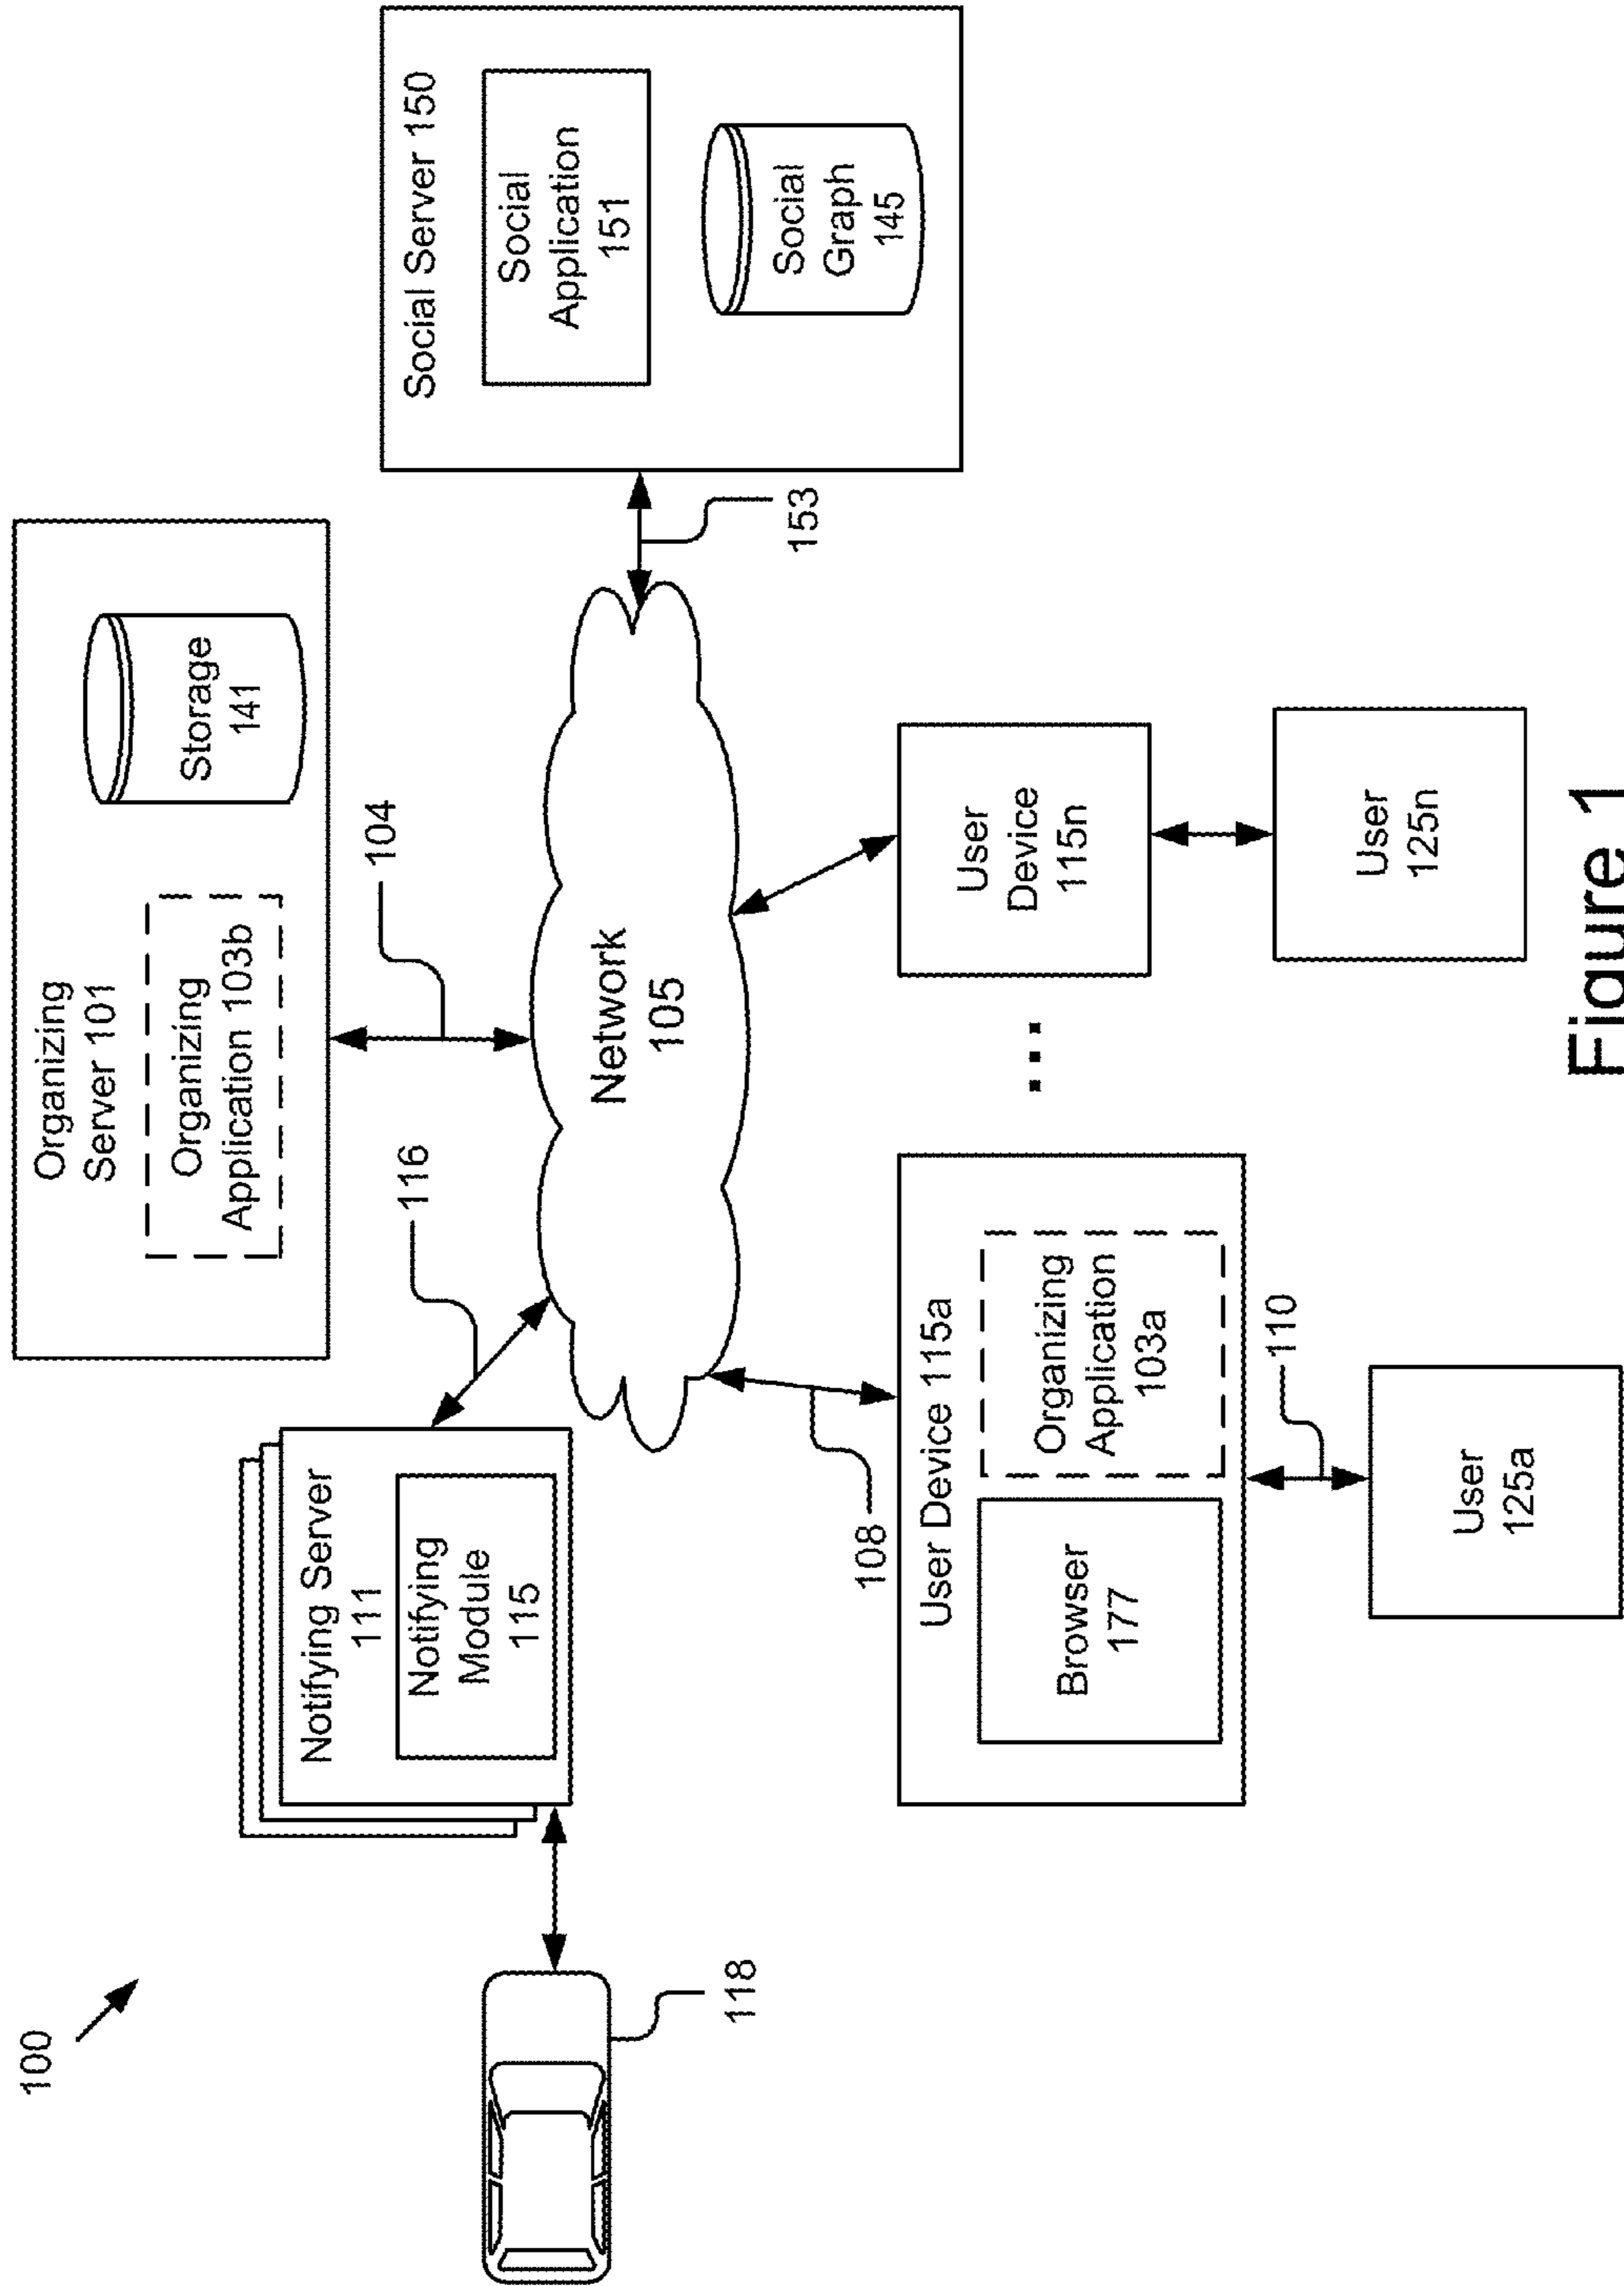 100
Organizing
Server 101
Organizing
Application 103b
Storage
141
104
116
Notifying Server
111
Notifying
Module
115
118
Network
105
Social Server 150
Social
Application
151
Social
Graph
145
153
108
User Device 115a
Browser
177
Organizing
Application
103a
110
User
125a
...
User
Device
115n
User
125n
Figure 1